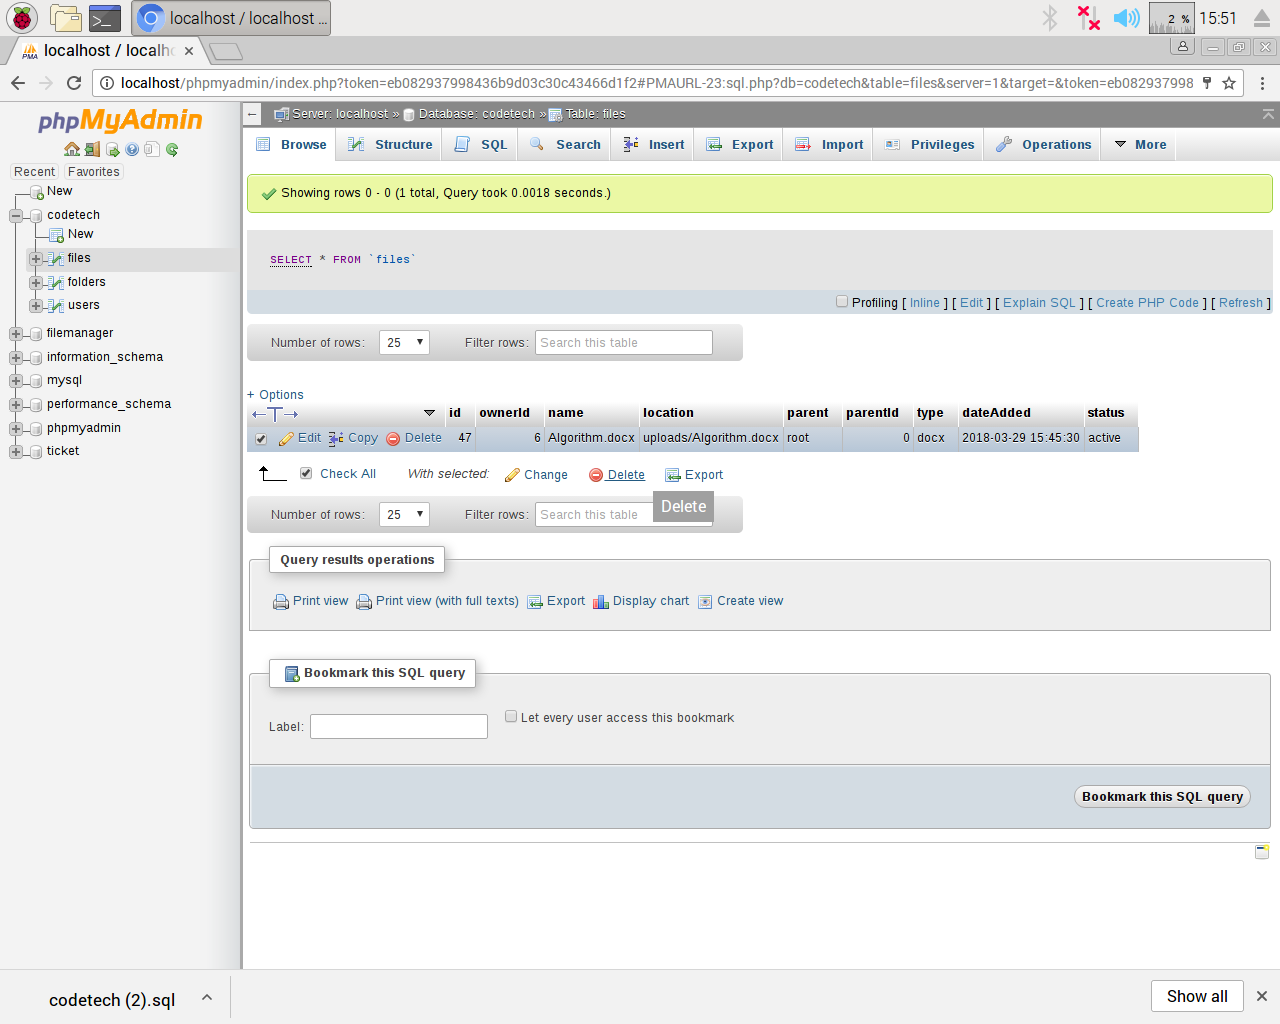 localhost / localhost ...
2 %
15:51
PMA
localhost / localh
localhost/phpmyadmin/index.php?token=eb082937998436b9d03c30c43466d1f2#PMAURL-23:sql.php?db=codetech&table=files&server=1&target=&token=eb082937998
phpMyAdmin
Recent Favorites
New
codetech
New
files
folders
users
filemanager
information_schema
mysql
performance_schema
phpmyadmin
ticket
Server: localhost » Database: codetech » Table: files
Browse Structure SQL Search Insert Export Import Privileges Operations More
Showing rows 0 - 0 (1 total, Query took 0.0018 seconds.)
SELECT * FROM `files`
Profiling [ Inline ] [ Edit ] [ Explain SQL ] [ Create PHP Code ] [ Refresh ]
Number of rows: 25 Filter rows: Search this table
+ Options
id ownerId name location parent parentId type dateAdded status
Edit Copy Delete 47 6 Algorithm.docx uploads/Algorithm.docx root 0 docx 2018-03-29 15:45:30 active
Check All With selected: Change Delete Export
Number of rows: 25 Filter rows: Search this table
Delete
Query results operations
Print view Print view (with full texts) Export Display chart Create view
Bookmark this SQL query
Label: Let every user access this bookmark
Bookmark this SQL query
codetech (2).sql
Show all